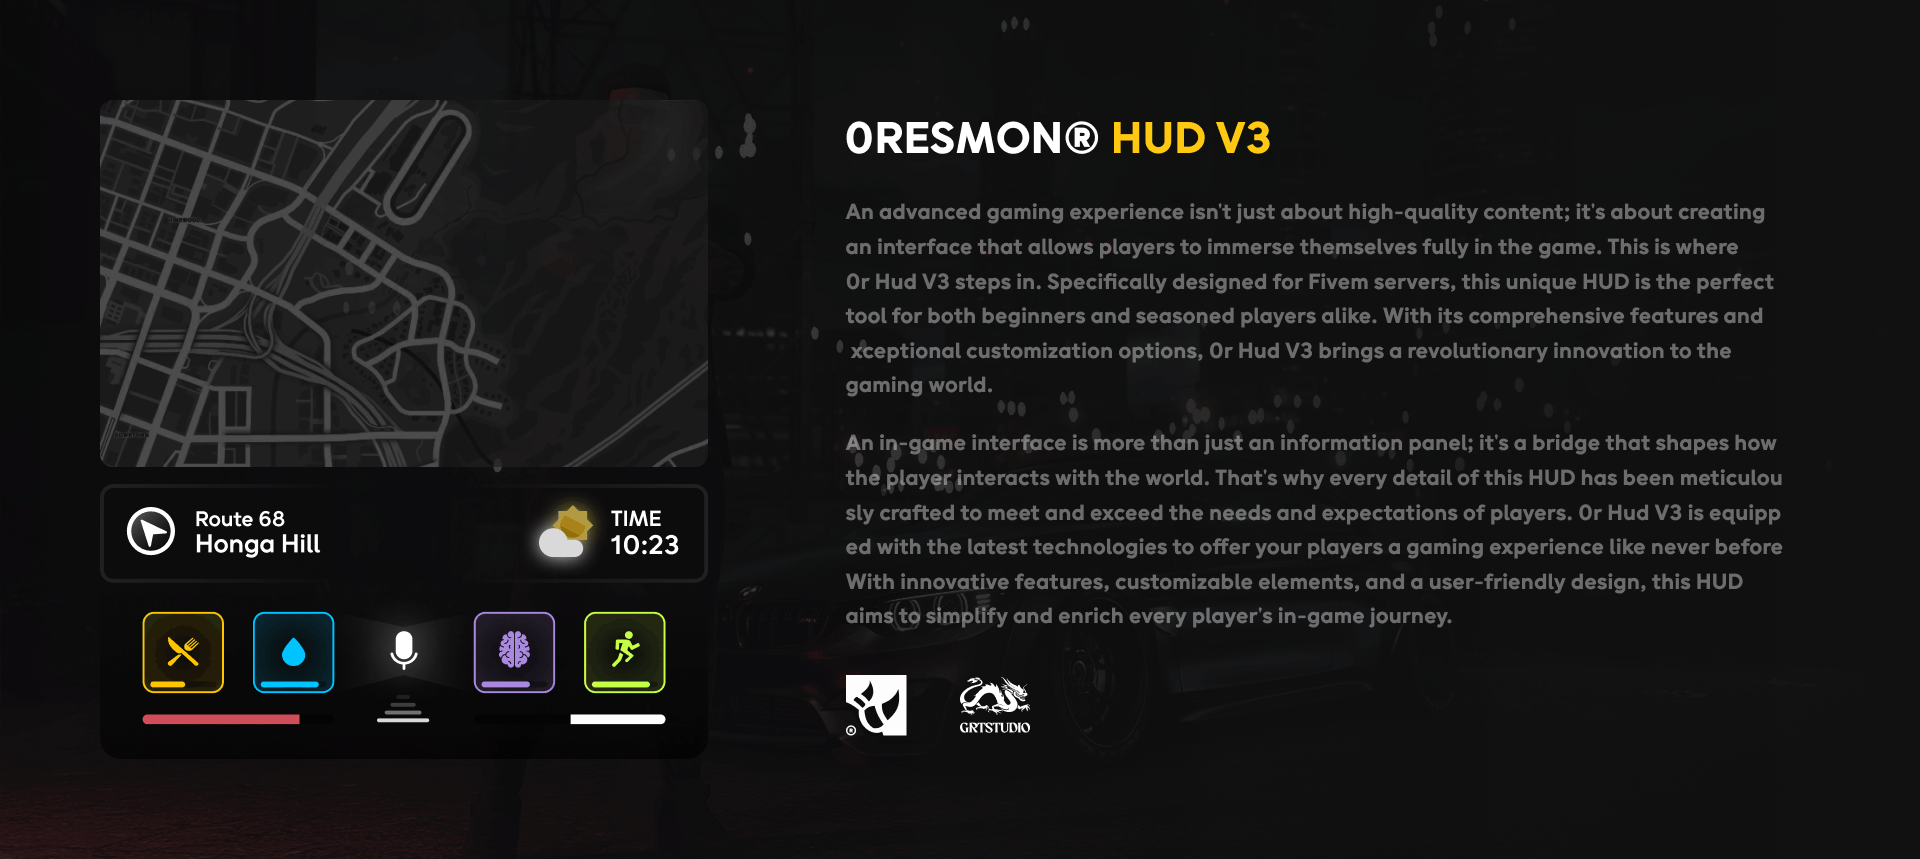 0RESMON® HUD V3
An advanced gaming experience isn't just about high-quality content; it's about creating
an interface that allows players to immerse themselves fully in the game. This is where
0r Hud V3 steps in. Specifically designed for Fivem servers, this unique HUD is the perfect
tool for both beginners and seasoned players alike. With its comprehensive features and
xceptional customization options, 0r Hud V3 brings a revolutionary innovation to the
gaming world.
An in-game interface is more than just an information panel; it's a bridge that shapes how
the player interacts with the world. That's why every detail of this HUD has been meticulou
sly crafted to meet and exceed the needs and expectations of players. 0r Hud V3 is equipp
ed with the latest technologies to offer your players a gaming experience like never before
With innovative features, customizable elements, and a user-friendly design, this HUD
aims to simplify and enrich every player's in-game journey.
Route 68
Honga Hill
TIME
10:23
®
GRTSTUDIO